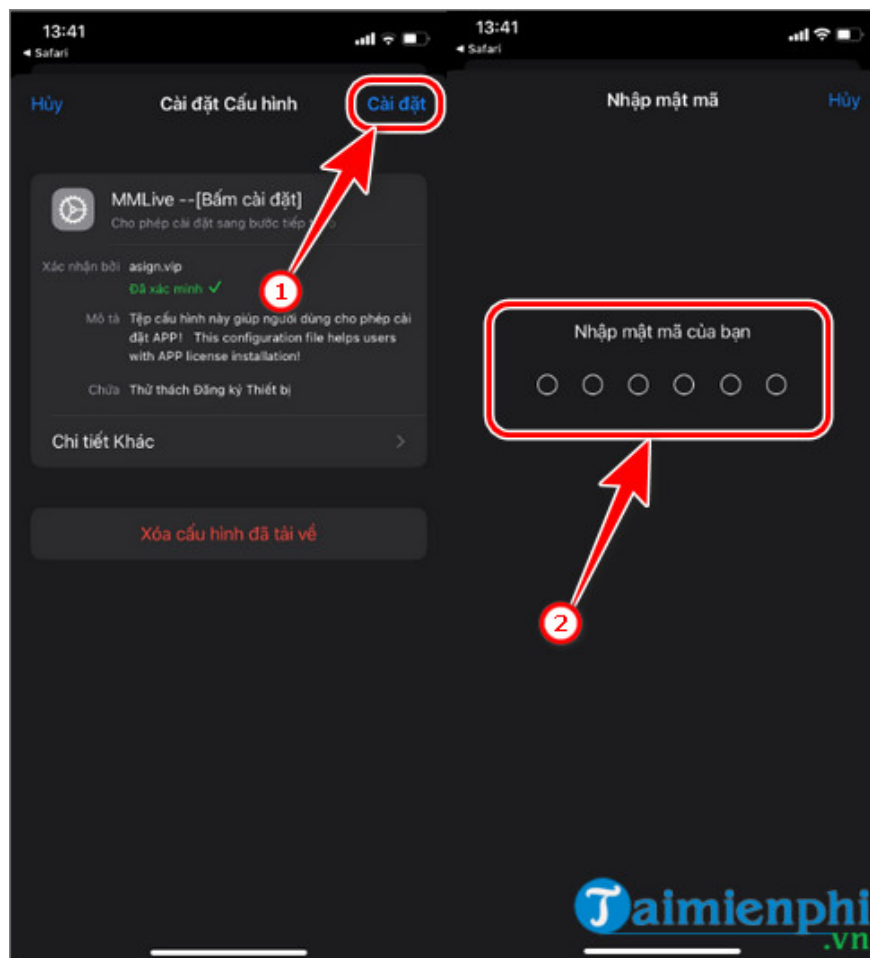 13:41
Safari
Hủy
Cài đặt Cấu hình
Cài đặt
MMLive --[Bấm cài đặt]
Cho phép cài đặt sang bước tiếp
1
Xác nhận bởi
asign.vip
Đã xác minh ✓
Mô tả
Tệp cấu hình này giúp người dùng cho phép cài
đặt APP! This configuration file helps users
with APP license installation!
Chứa
Thử thách Đăng ký Thiết bị
Chi tiết Khác
Xóa cấu hình đã tải về
13:41
Safari
Nhập mật mã
Hủy
Nhập mật mã của bạn
2
Taimienphi
.vn